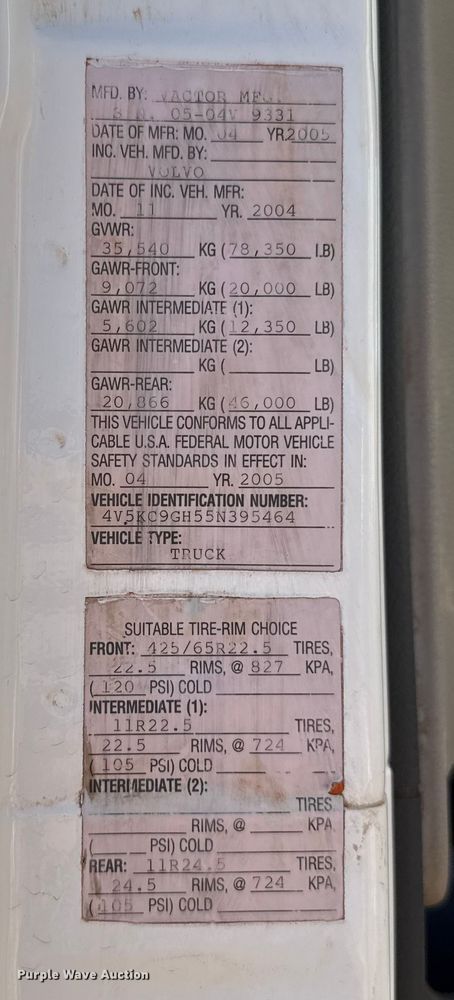 MFD. BY: VACTOR MFG.
S.N. 05-04V 9331
DATE OF MFR: MO. 04 YR.2005
INC. VEH. MFD. BY:
VOLVO
DATE OF INC. VEH. MFR:
MO. 11 YR. 2004
GVWR:
35,540 KG (78,350 LB)
GAWR-FRONT:
9,072 KG (20,000 LB)
GAWR INTERMEDIATE (1):
5,602 KG (12,350 LB)
GAWR INTERMEDIATE (2):
KG ( LB)
GAWR-REAR:
20,866 KG (46,000 LB)
THIS VEHICLE CONFORMS TO ALL APPLI-
CABLE U.S.A. FEDERAL MOTOR VEHICLE
SAFETY STANDARDS IN EFFECT IN:
MO. 04 YR. 2005
VEHICLE IDENTIFICATION NUMBER:
4V5KC9GH55N395464
VEHICLE TYPE:
TRUCK
SUITABLE TIRE-RIM CHOICE
FRONT: 425/65R22.5 TIRES,
22.5 RIMS, @ 827 KPA,
(120 PSI) COLD
INTERMEDIATE (1):
11R22.5 TIRES,
22.5 RIMS, @ 724 KPA,
(105 PSI) COLD
INTERMEDIATE (2):
TIRES
RIMS, @ KPA
( PSI) COLD
REAR: 11R24.5 TIRES,
24.5 RIMS, @ 724 KPA,
(105 PSI) COLD
Purple Wave Auction